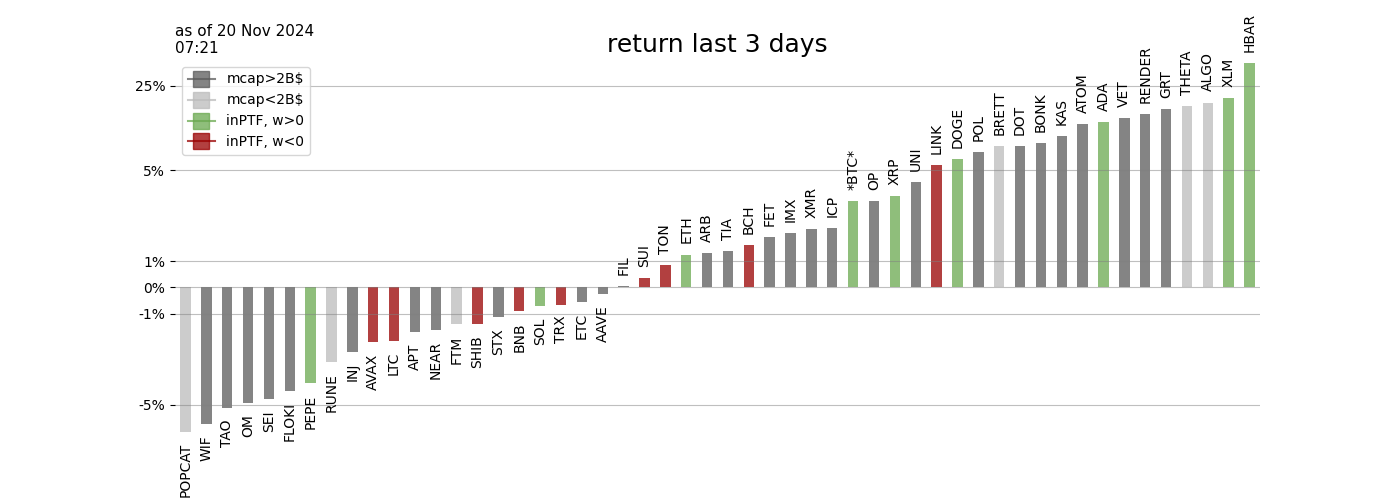 as of 20 Nov 2024
07:21
return last 3 days
mcap>2B$
mcap<2B$
inPTF, w>0
inPTF, w<0
25%
5%
1%
0%
-1%
-5%
POPCAT
WIF
TAO
OM
SEI
FLOKI
PEPE
RUNE
INJ
AVAX
LTC
APT
NEAR
FTM
SHIB
STX
BNB
SOL
TRX
ETC
AAVE
FIL
SUI
TON
ETH
ARB
TIA
BCH
FET
IMX
XMR
ICP
*BTC*
OP
XRP
UNI
LINK
DOGE
POL
BRETT
DOT
BONK
KAS
ATOM
ADA
VET
RENDER
GRT
THETA
ALGO
XLM
HBAR